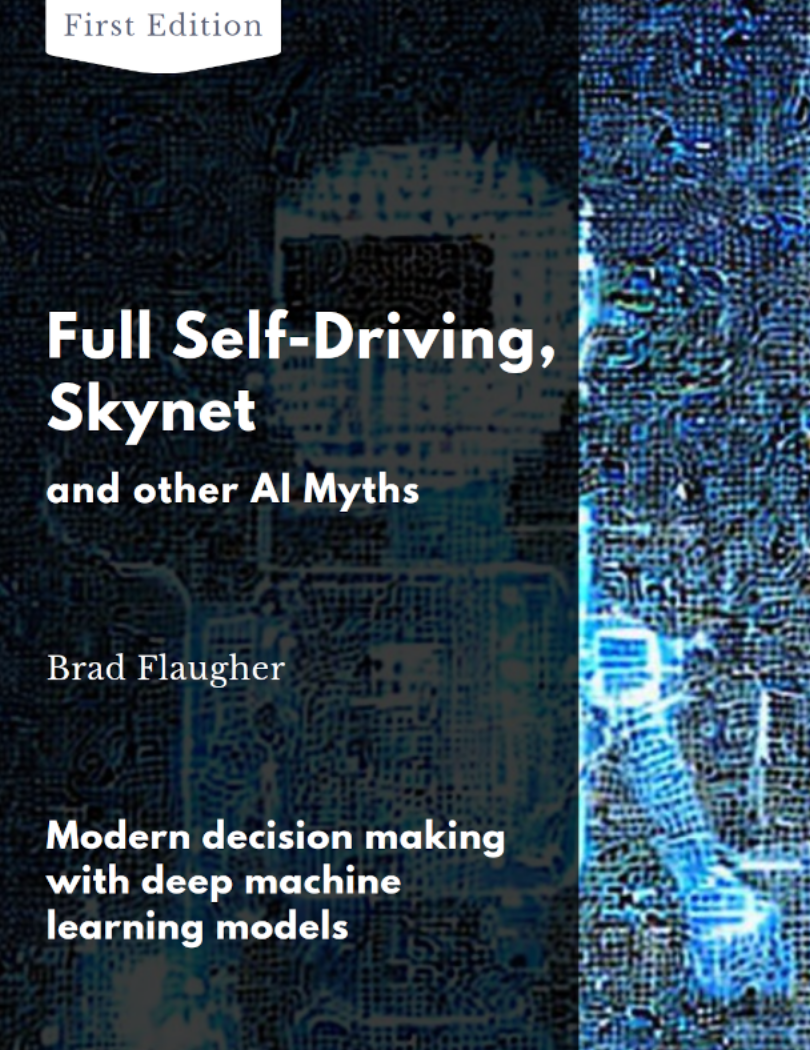 First Edition
Full Self-Driving,
Skynet
and other AI Myths
Brad Flaugher
Modern decision making
with deep machine
learning models